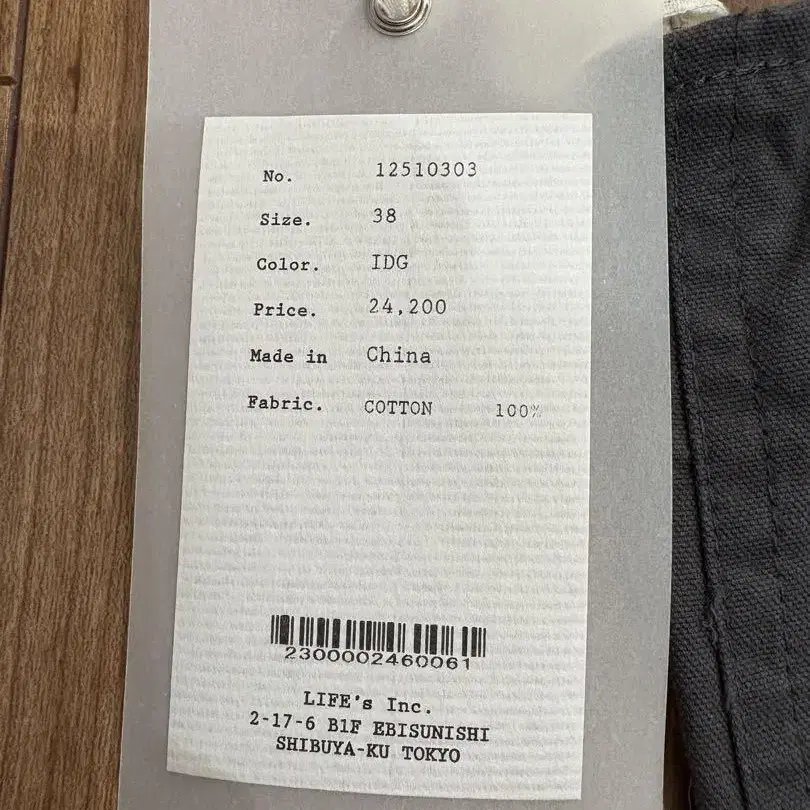 No. 12510303
Size. 38
Color. IDG
Price. 24,200
Made in China
Fabric. COTTON 100%
2300002460061
LIFE's Inc.
2-17-6 B1F EBISUNISHI
SHIBUYA-KU TOKYO